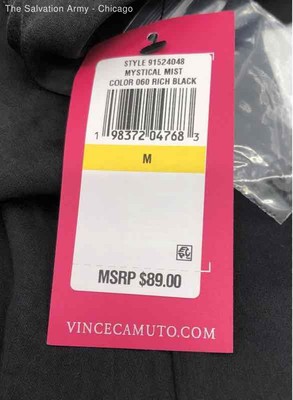 The Salvation Army - Chicago
STYLE 91524048
MYSTICAL MIST
COLOR 060 RICH BLACK
1 98372 04768 3
M
MSRP $89.00
VINCECAMUTO.COM